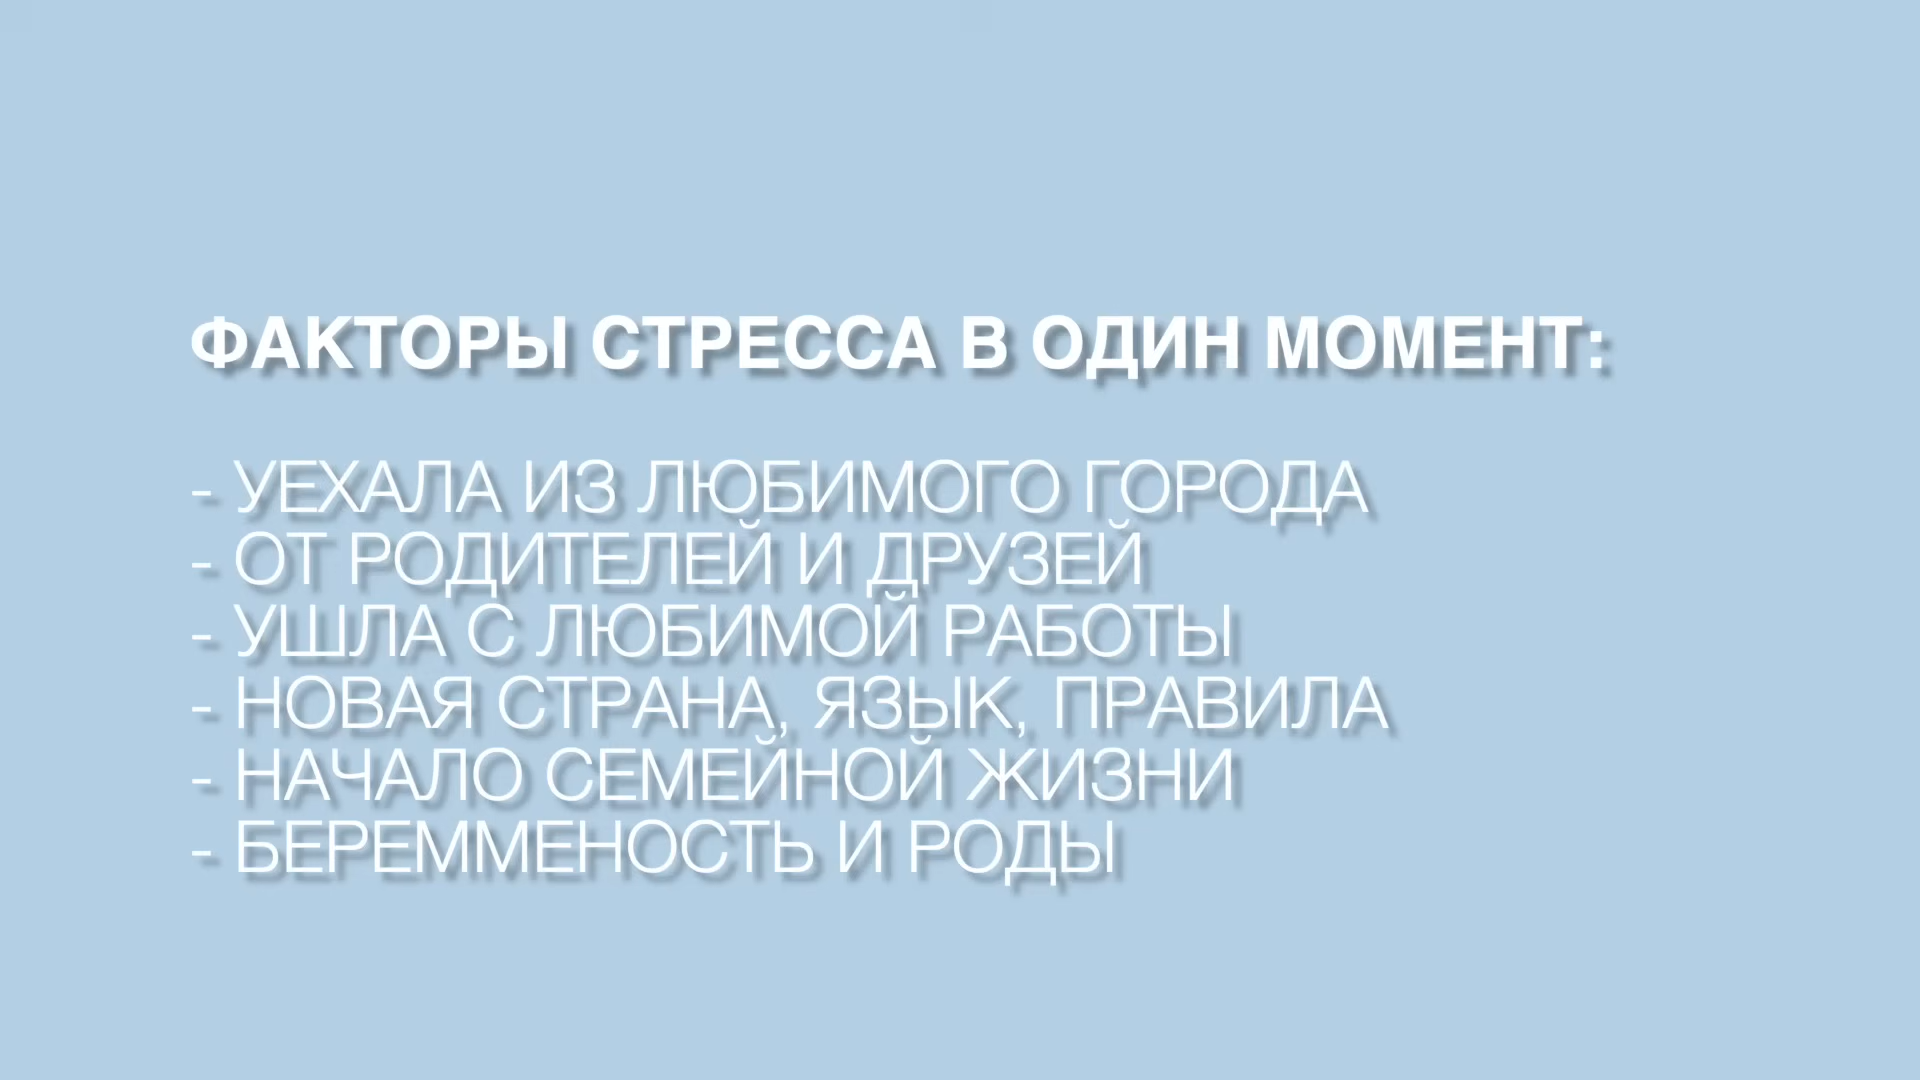 ФАКТОРЫ СТРЕССА В ОДИН МОМЕНТ:
- УЕХАЛА ИЗ ЛЮБИМОГО ГОРОДА
- ОТ РОДИТЕЛЕЙ И ДРУЗЕЙ
- УШЛА С ЛЮБИМОЙ РАБОТЫ
- НОВАЯ СТРАНА, ЯЗЫК, ПРАВИЛА
- НАЧАЛО СЕМЕЙНОЙ ЖИЗНИ
- БЕРЕММЕНОСТЬ И РОДЫ